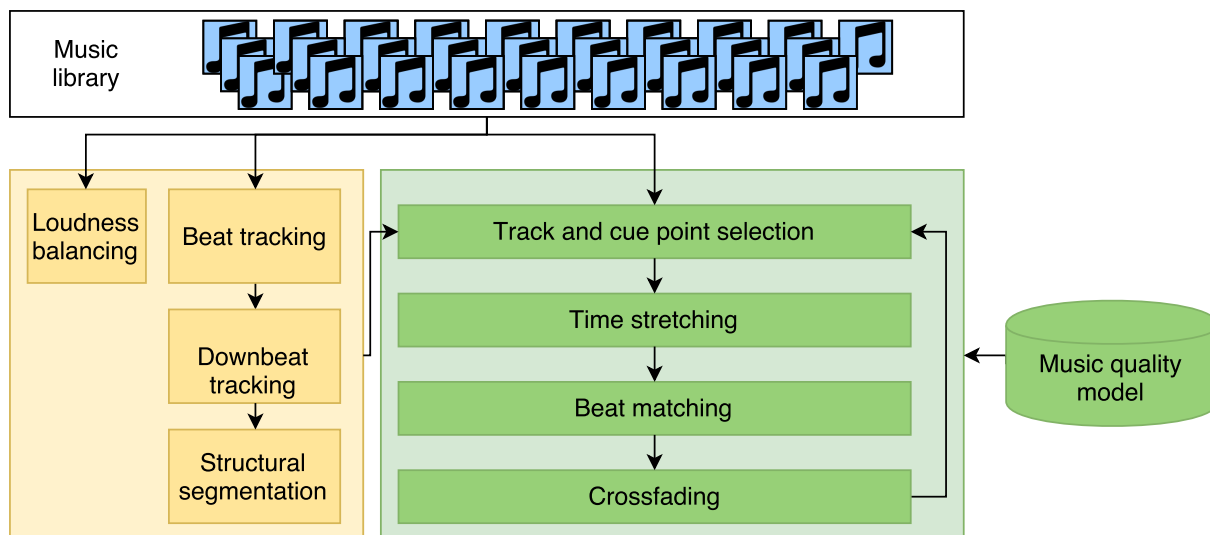 Music
library
Loudness
balancing
Beat tracking
Downbeat
tracking
Structural
segmentation
Track and cue point selection
Time stretching
Beat matching
Crossfading
Music quality
model